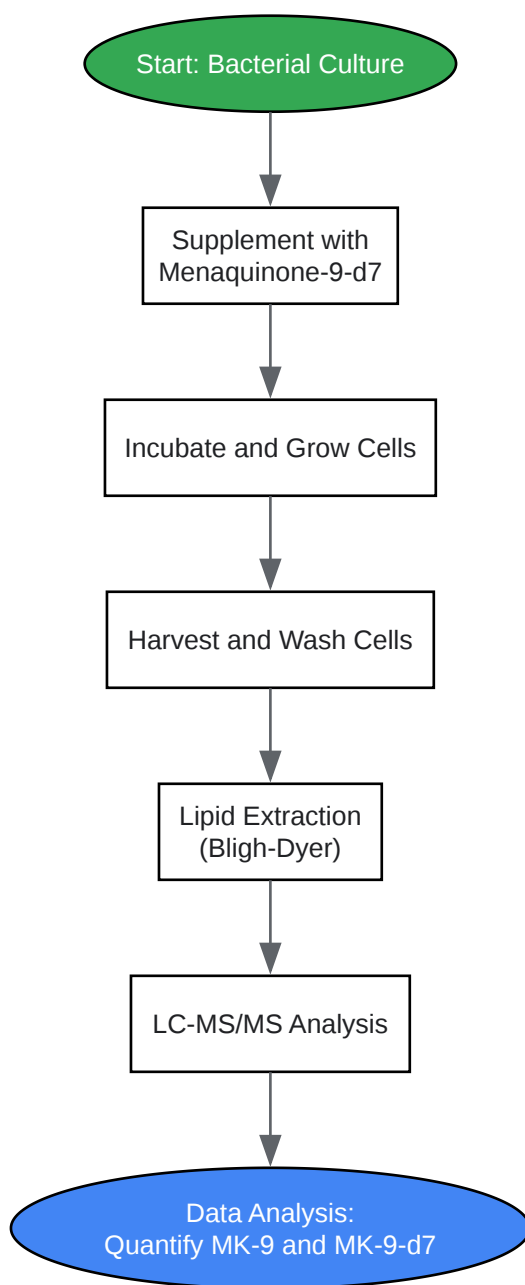 Start: Bacterial Culture
Supplement with
Menaquinone-9-d7
Incubate and Grow Cells
Harvest and Wash Cells
Lipid Extraction
(Bligh-Dyer)
LC-MS/MS Analysis
Data Analysis:
Quantify MK-9 and MK-9-d7